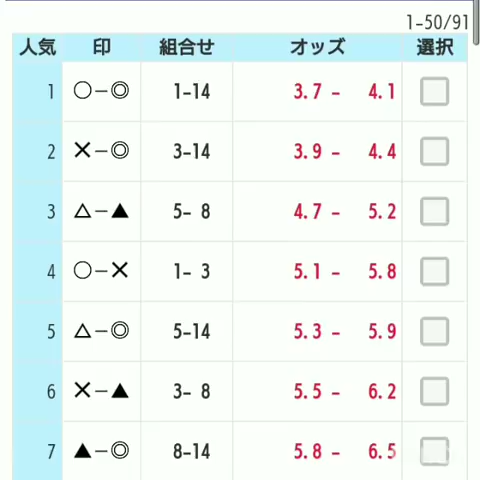 1-50/91
人気 印 組合せ オッズ 選択
1 ○－◎ 1-14 3.7 - 4.1
2 ×－◎ 3-14 3.9 - 4.4
3 △－▲ 5- 8 4.7 - 5.2
4 ○－× 1- 3 5.1 - 5.8
5 △－◎ 5-14 5.3 - 5.9
6 ×－▲ 3- 8 5.5 - 6.2
7 ▲－◎ 8-14 5.8 - 6.5